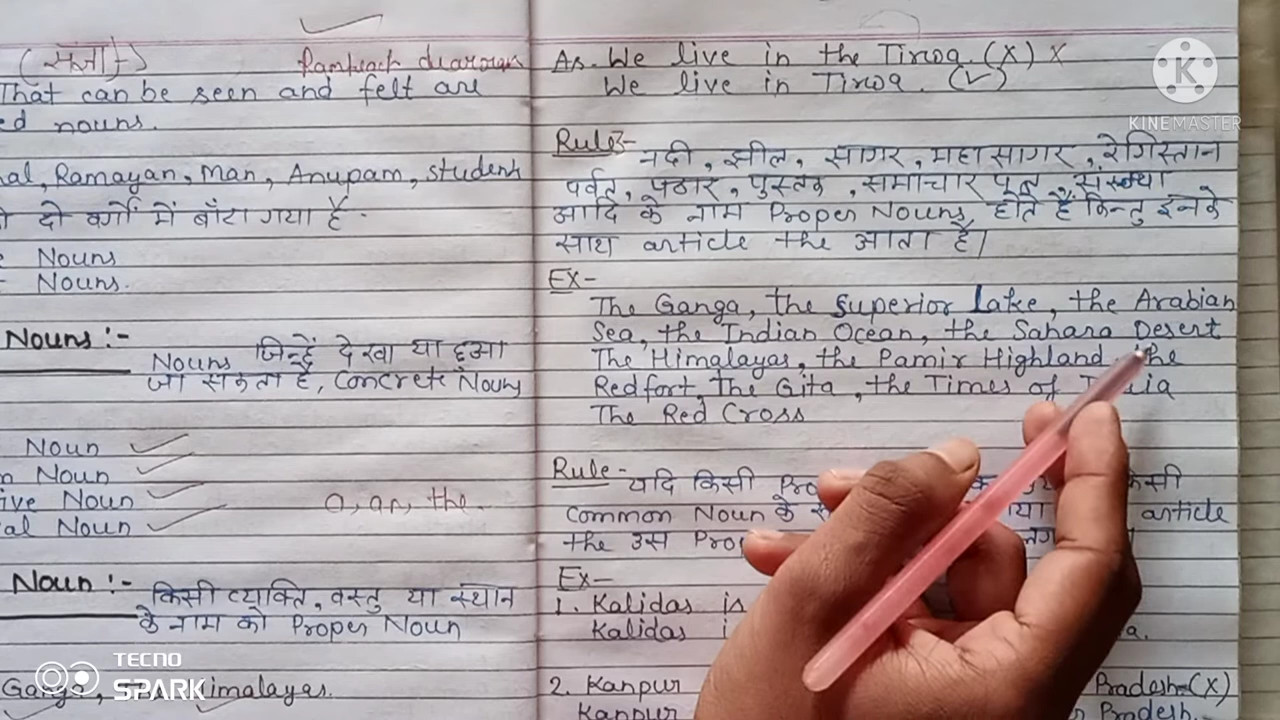 (संज्ञा)
That can be seen and felt are
ed nouns.
al, Ramayan, Man, Anupam, student
दो वर्गों में बाँटा गया है
Nouns
Nouns.
Nouns :-
Nouns जिन्हें देखा या छुआ
जा सकता है, Concrete Nouns
Noun
n Noun
ive Noun
al Noun
a, an, the
Noun :-
किसी व्यक्ति, वस्तु या स्थान
के नाम को Proper Noun
Ganga, Himalayas.
TECNO
SPARK
As. We live in the Tirwa. (X) X
We live in Tirwa. (✓)
Rule:-
नदी, झील, सागर, महासागर, रेगिस्तान
पर्वत, पठार, पुस्तक, समाचार पत्र संस्था
आदि के नाम Proper Nouns, होते हैं किन्तु इनके
साथ article the आता है।
Ex-
The Ganga, the Superior Lake, the Arabian
Sea, the Indian Ocean, the Sahara Desert
The Himalayas, the Pamir Highland the
Redfort, The Gita, the Times of India
The Red Cross
Rule - यदि किसी किसी
Common Noun के article
the उस
Ex-
1. Kalidas is
Kalidas
2. Kanpur Pradesh (X)
Kanpur Pradesh.
KINEMASTER